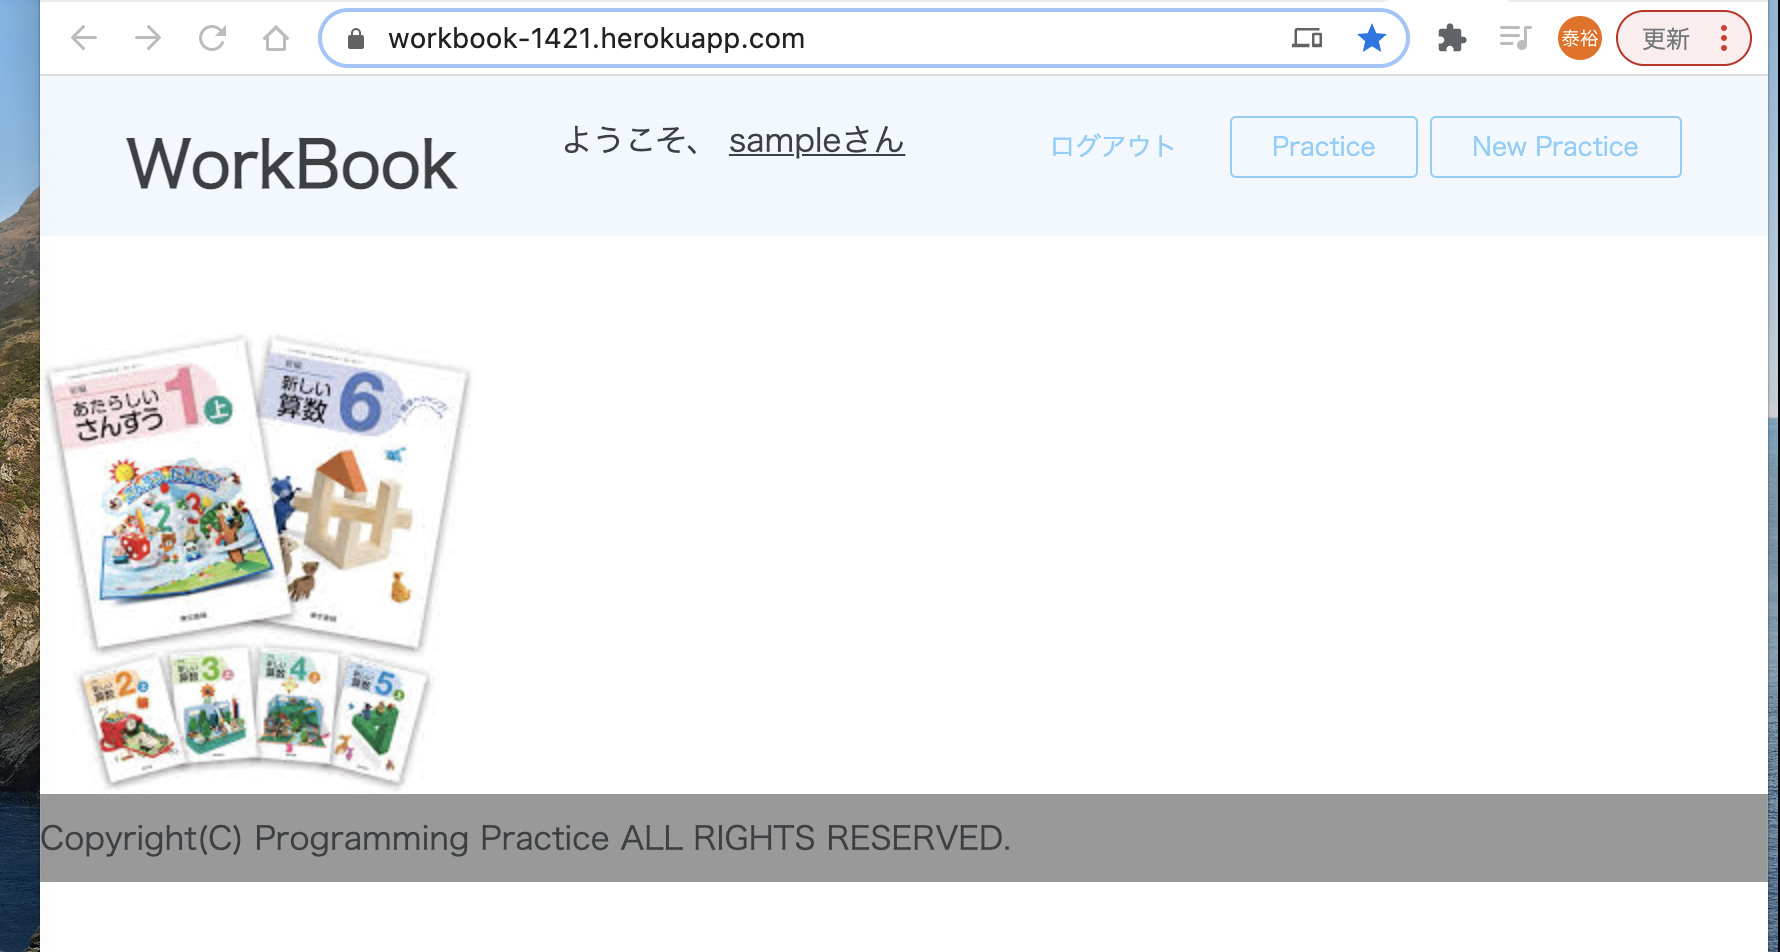 workbook-1421.herokuapp.com
泰裕
更新
WorkBook
ようこそ、 sampleさん
ログアウト
Practice
New Practice
新編
あたらしい
さんすう
1
上
新編
新しい
算数
6
新しい
算数
2
上
新しい
算数
3
上
新しい
算数
4
上
新しい
算数
5
上
Copyright(C) Programming Practice ALL RIGHTS RESERVED.